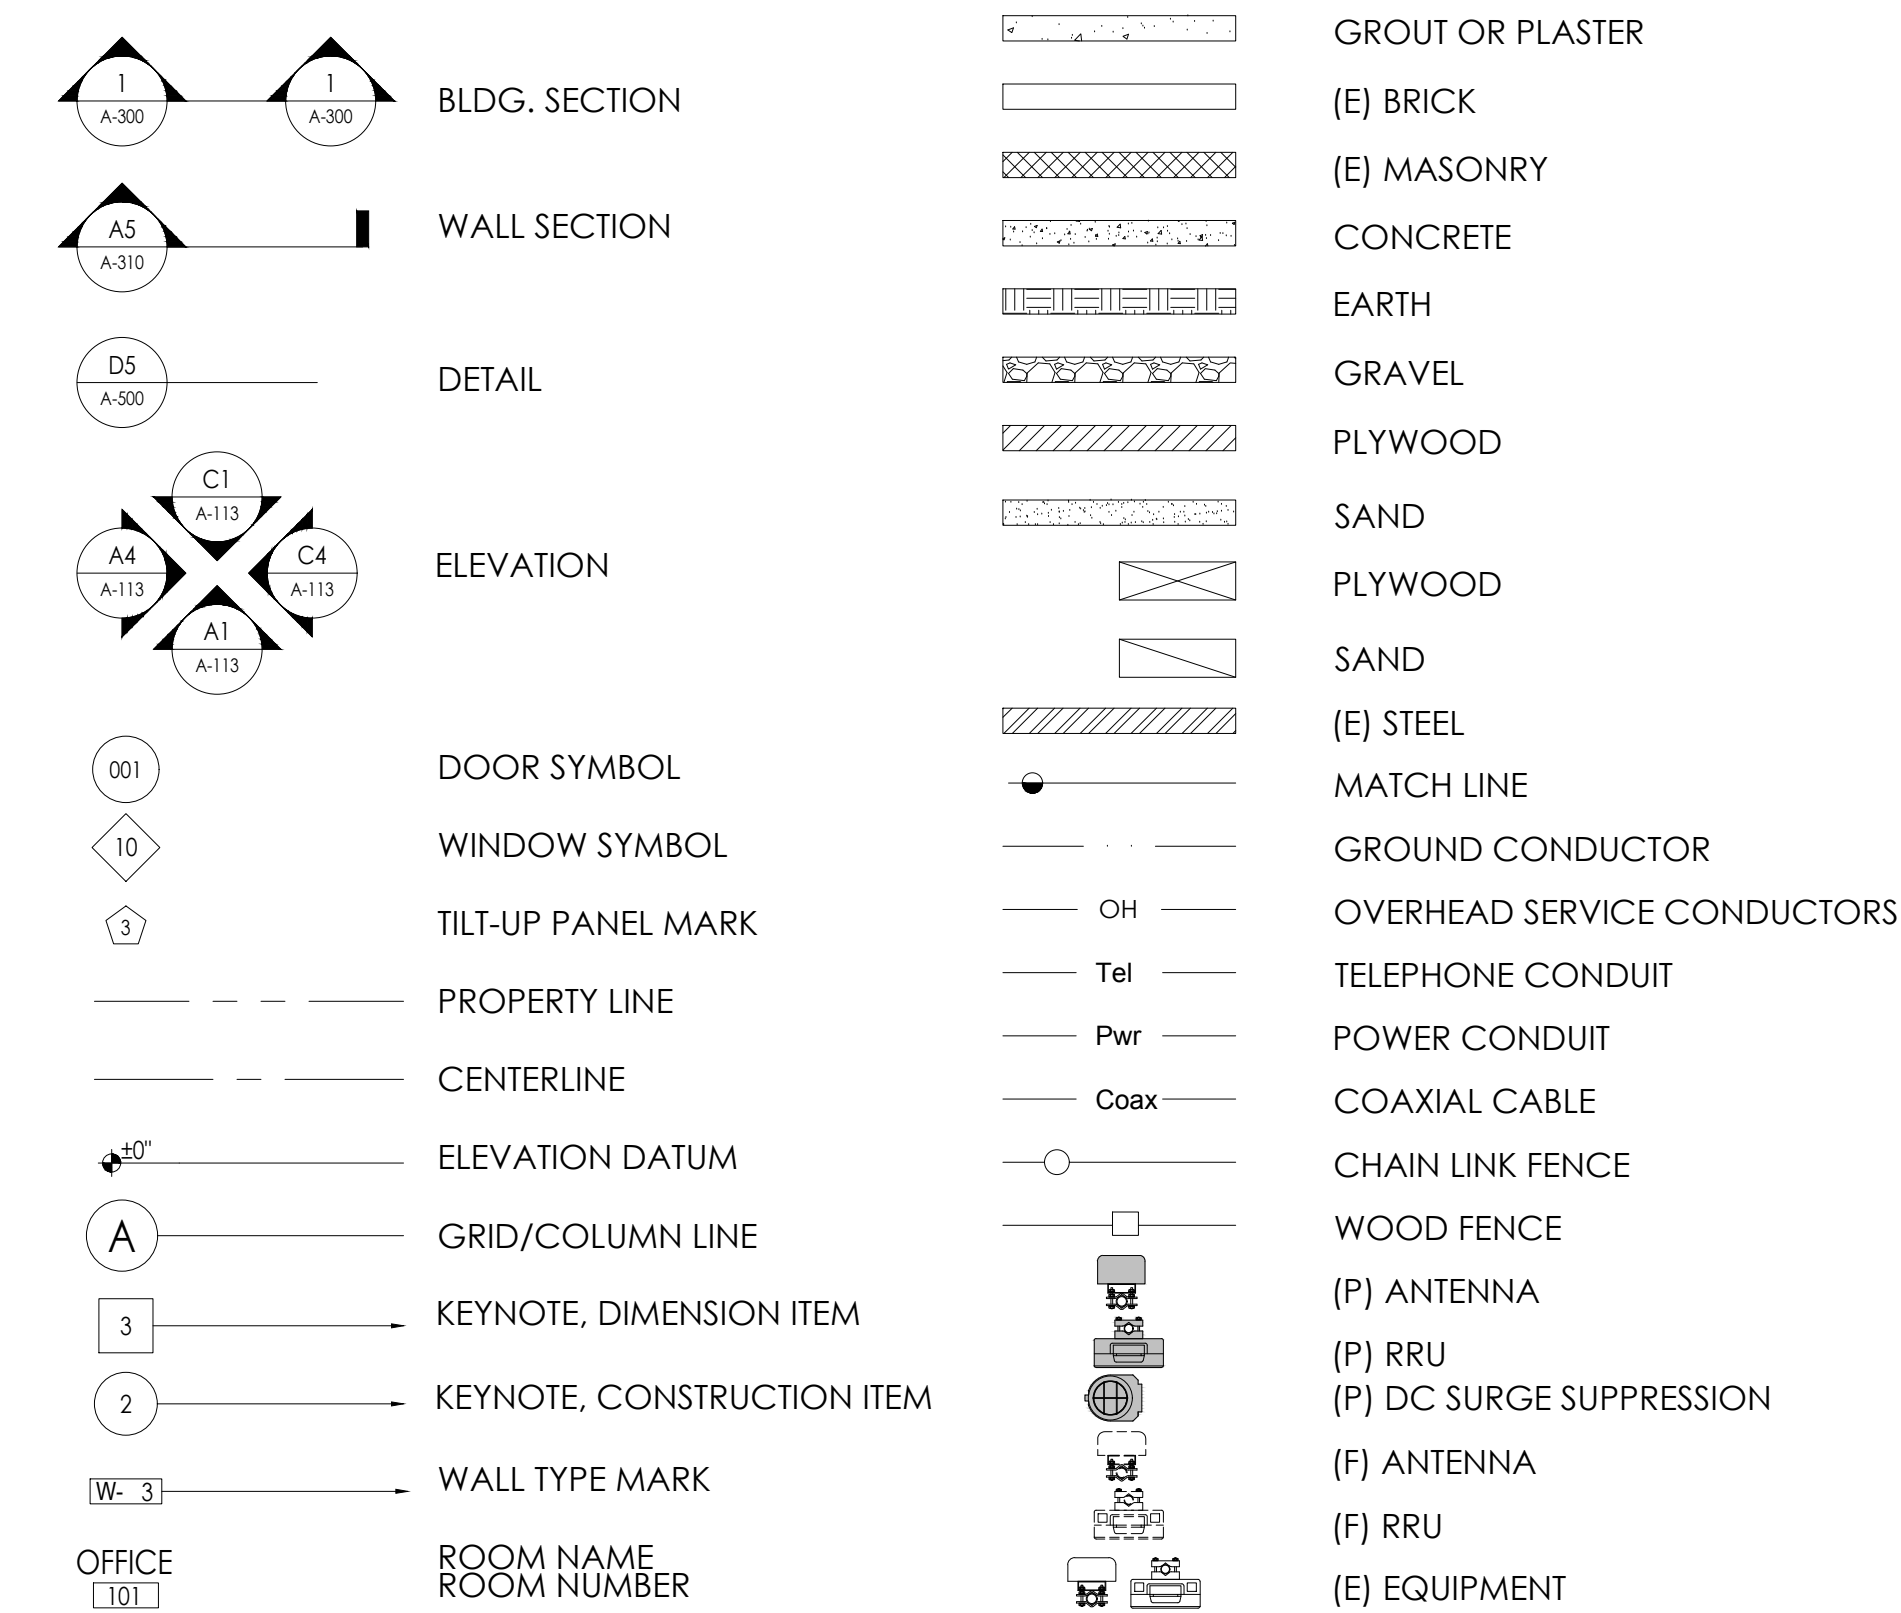 1
A-300
1
A-300
BLDG. SECTION
A5
A-310
WALL SECTION
D5
A-500
DETAIL
C1
A-113
A4
A-113
C4
A-113
A1
A-113
ELEVATION
001
DOOR SYMBOL
10
WINDOW SYMBOL
3
TILT-UP PANEL MARK
PROPERTY LINE
CENTERLINE
±0"
ELEVATION DATUM
A
GRID/COLUMN LINE
3
KEYNOTE, DIMENSION ITEM
2
KEYNOTE, CONSTRUCTION ITEM
W- 3
WALL TYPE MARK
OFFICE
101
ROOM NAME
ROOM NUMBER
GROUT OR PLASTER
(E) BRICK
(E) MASONRY
CONCRETE
EARTH
GRAVEL
PLYWOOD
SAND
PLYWOOD
SAND
(E) STEEL
MATCH LINE
GROUND CONDUCTOR
OH
OVERHEAD SERVICE CONDUCTORS
Tel
TELEPHONE CONDUIT
Pwr
POWER CONDUIT
Coax
COAXIAL CABLE
CHAIN LINK FENCE
WOOD FENCE
(P) ANTENNA
(P) RRU
(P) DC SURGE SUPPRESSION
(F) ANTENNA
(F) RRU
(E) EQUIPMENT